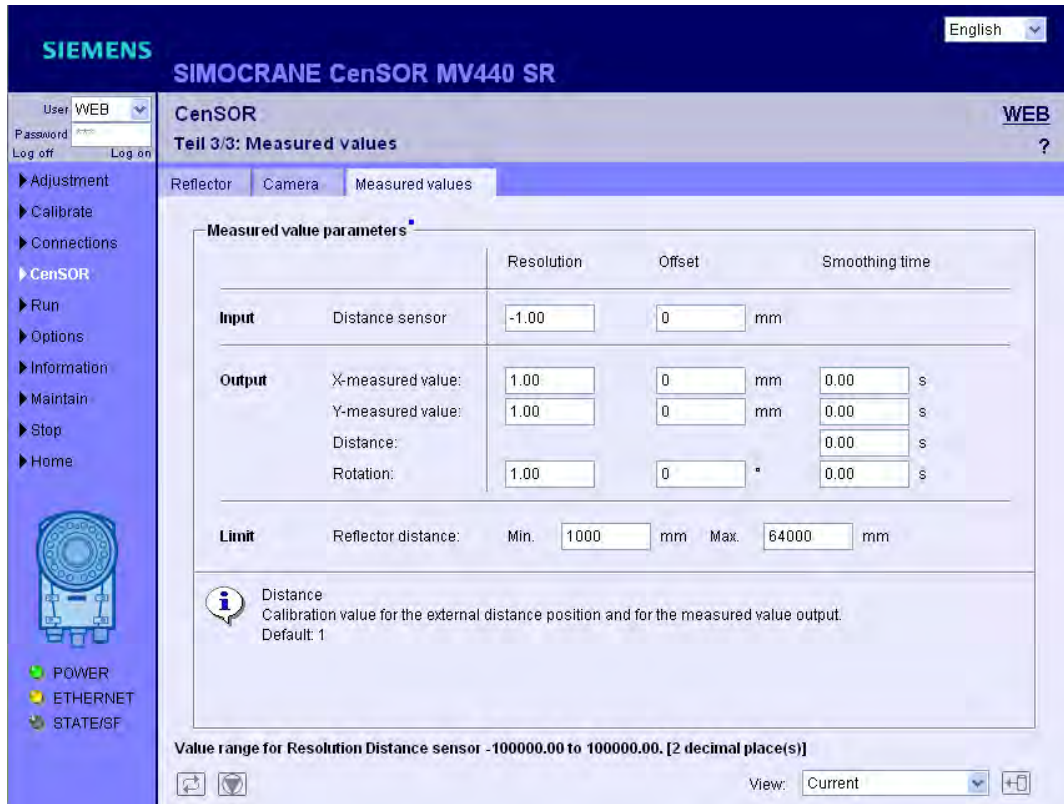 English
SIEMENS
SIMOCRANE CenSOR MV440 SR
User WEB
Password ***
Log off Log on
CenSOR
WEB
Teil 3/3: Measured values
?
Adjustment
Calibrate
Connections
CenSOR
Run
Options
Information
Maintain
Stop
Home
POWER
ETHERNET
STATE/SF
Reflector Camera Measured values
Measured value parameters
Resolution Offset Smoothing time
Input Distance sensor -1.00 0 mm
Output X-measured value: 1.00 0 mm 0.00 s
Y-measured value: 1.00 0 mm 0.00 s
Distance: 0.00 s
Rotation: 1.00 0 ° 0.00 s
Limit Reflector distance: Min. 1000 mm Max. 64000 mm
Distance
Calibration value for the external distance position and for the measured value output.
Default: 1
Value range for Resolution Distance sensor -100000.00 to 100000.00. [2 decimal place(s)]
View: Current